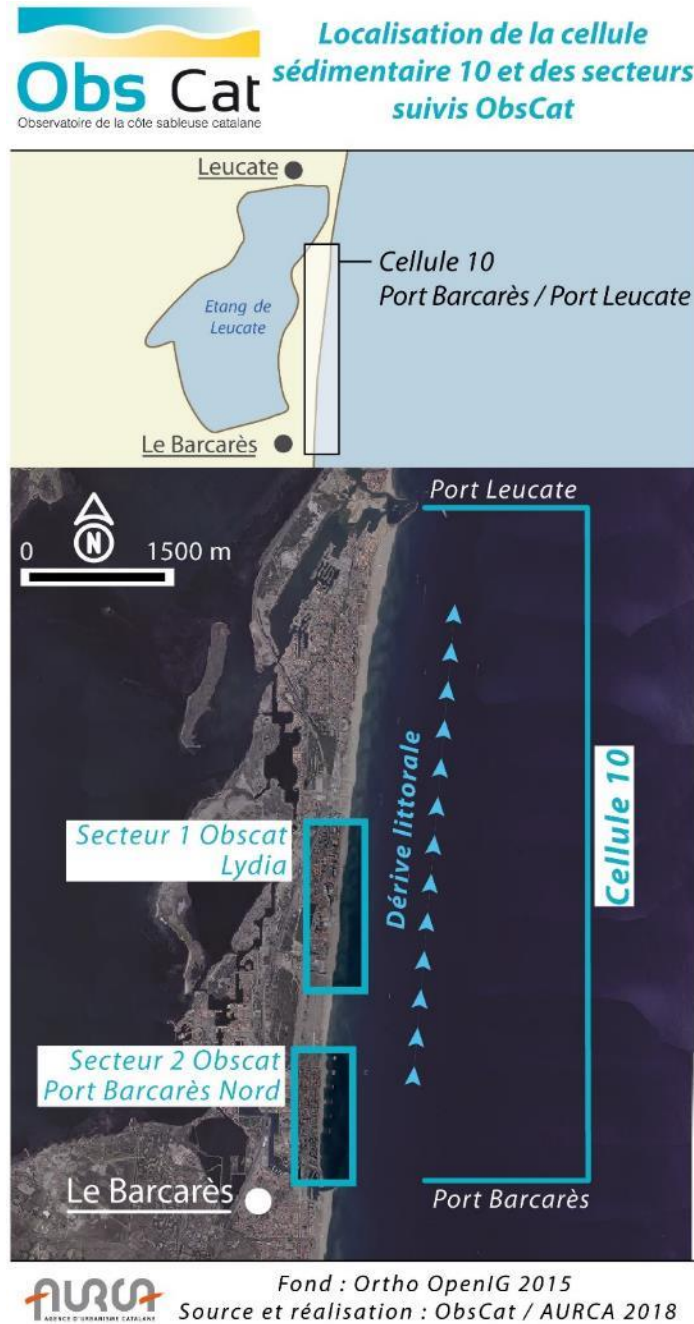 Obs Cat
Observatoire de la côte sableuse catalane
Localisation de la cellule
sédimentaire 10 et des secteurs
suivis ObsCat
Leucate
Cellule 10
Port Barcarès / Port Leucate
Etang de
Leucate
Le Barcarès
Port Leucate
N
0 1500 m
Dérive littorale
Cellule 10
Secteur 1 Obscat
Lydia
Secteur 2 Obscat
Port Barcarès Nord
Le Barcarès
Port Barcarès
AURCA
AGENCE D'URBANISME CATALANE
Fond : Ortho OpenIG 2015
Source et réalisation : ObsCat / AURCA 2018